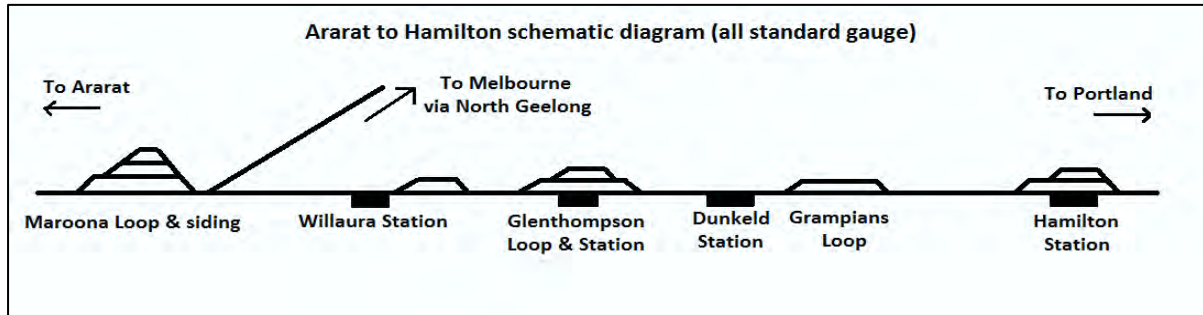 Ararat to Hamilton schematic diagram (all standard gauge)
To Ararat
To Melbourne
via North Geelong
To Portland
Maroona Loop & siding
Willaura Station
Glenthompson
Loop & Station
Dunkeld
Station
Grampians
Loop
Hamilton
Station